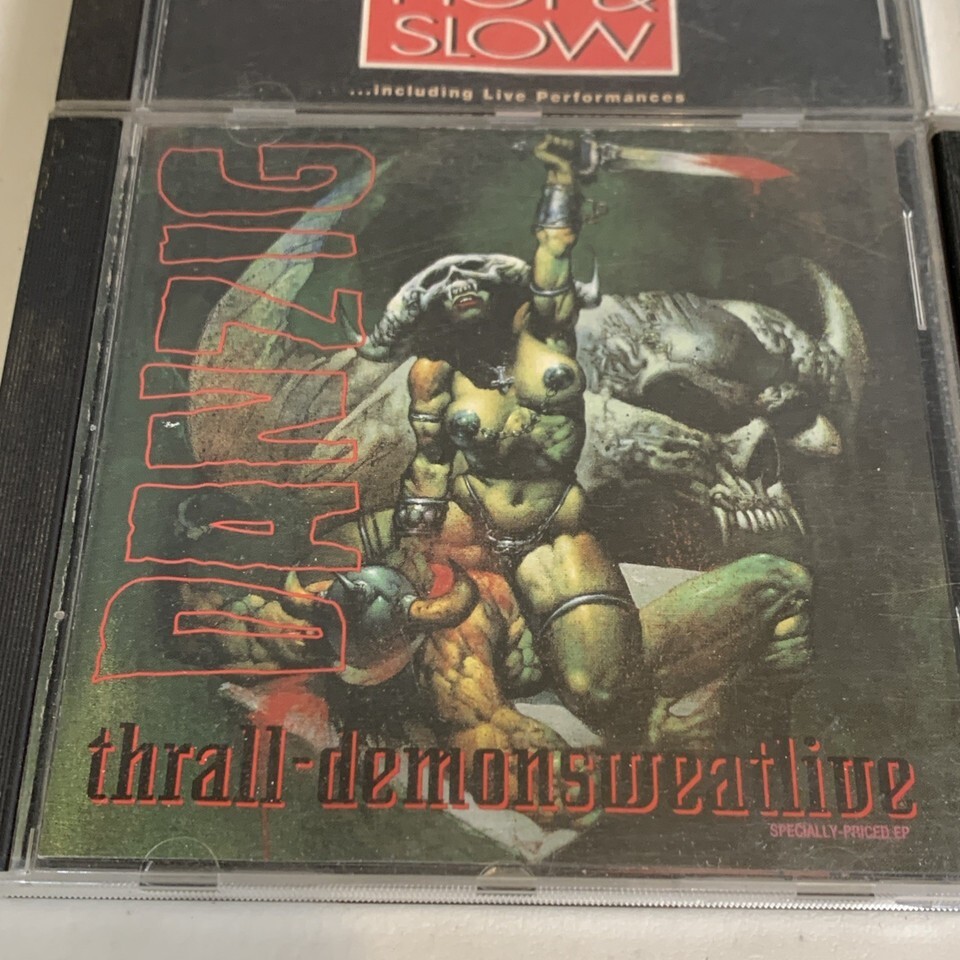 SLOW
...Including Live Performances
DANZIG
thrall-demonsweatlive
SPECIALLY-PRICED EP